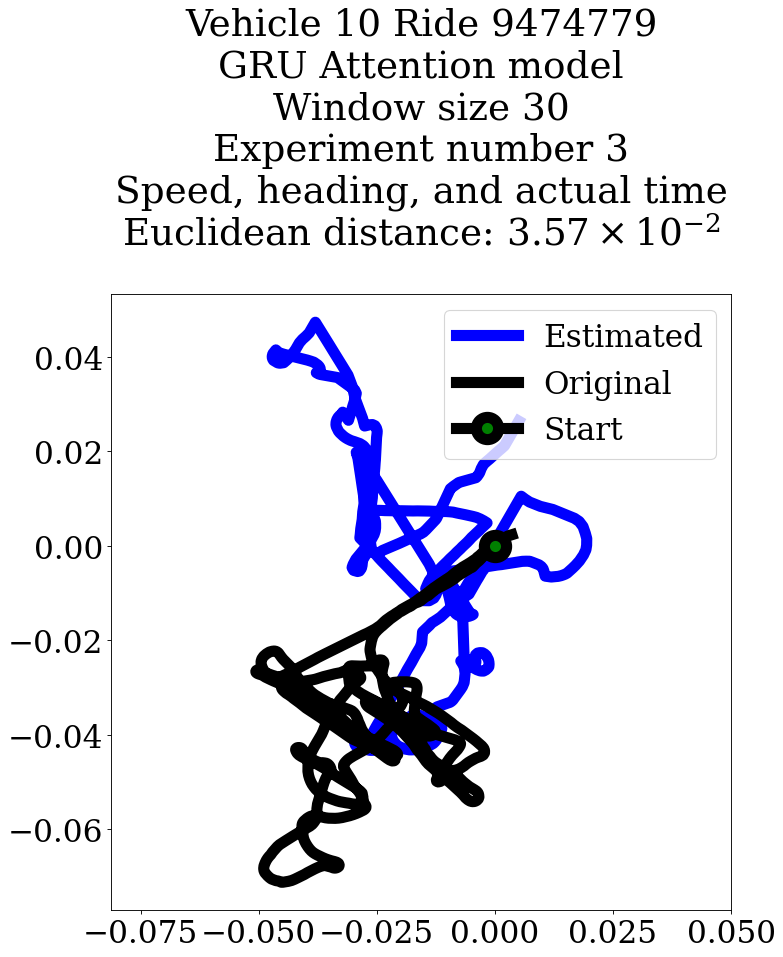 Vehicle 10 Ride 9474779
GRU Attention model
Window size 30
Experiment number 3
Speed, heading, and actual time
Euclidean distance: 3.57 × 10⁻²
Estimated
Original
Start
0.04
0.02
0.00
−0.02
−0.04
−0.06
−0.075 −0.050 −0.025 0.000 0.025 0.050